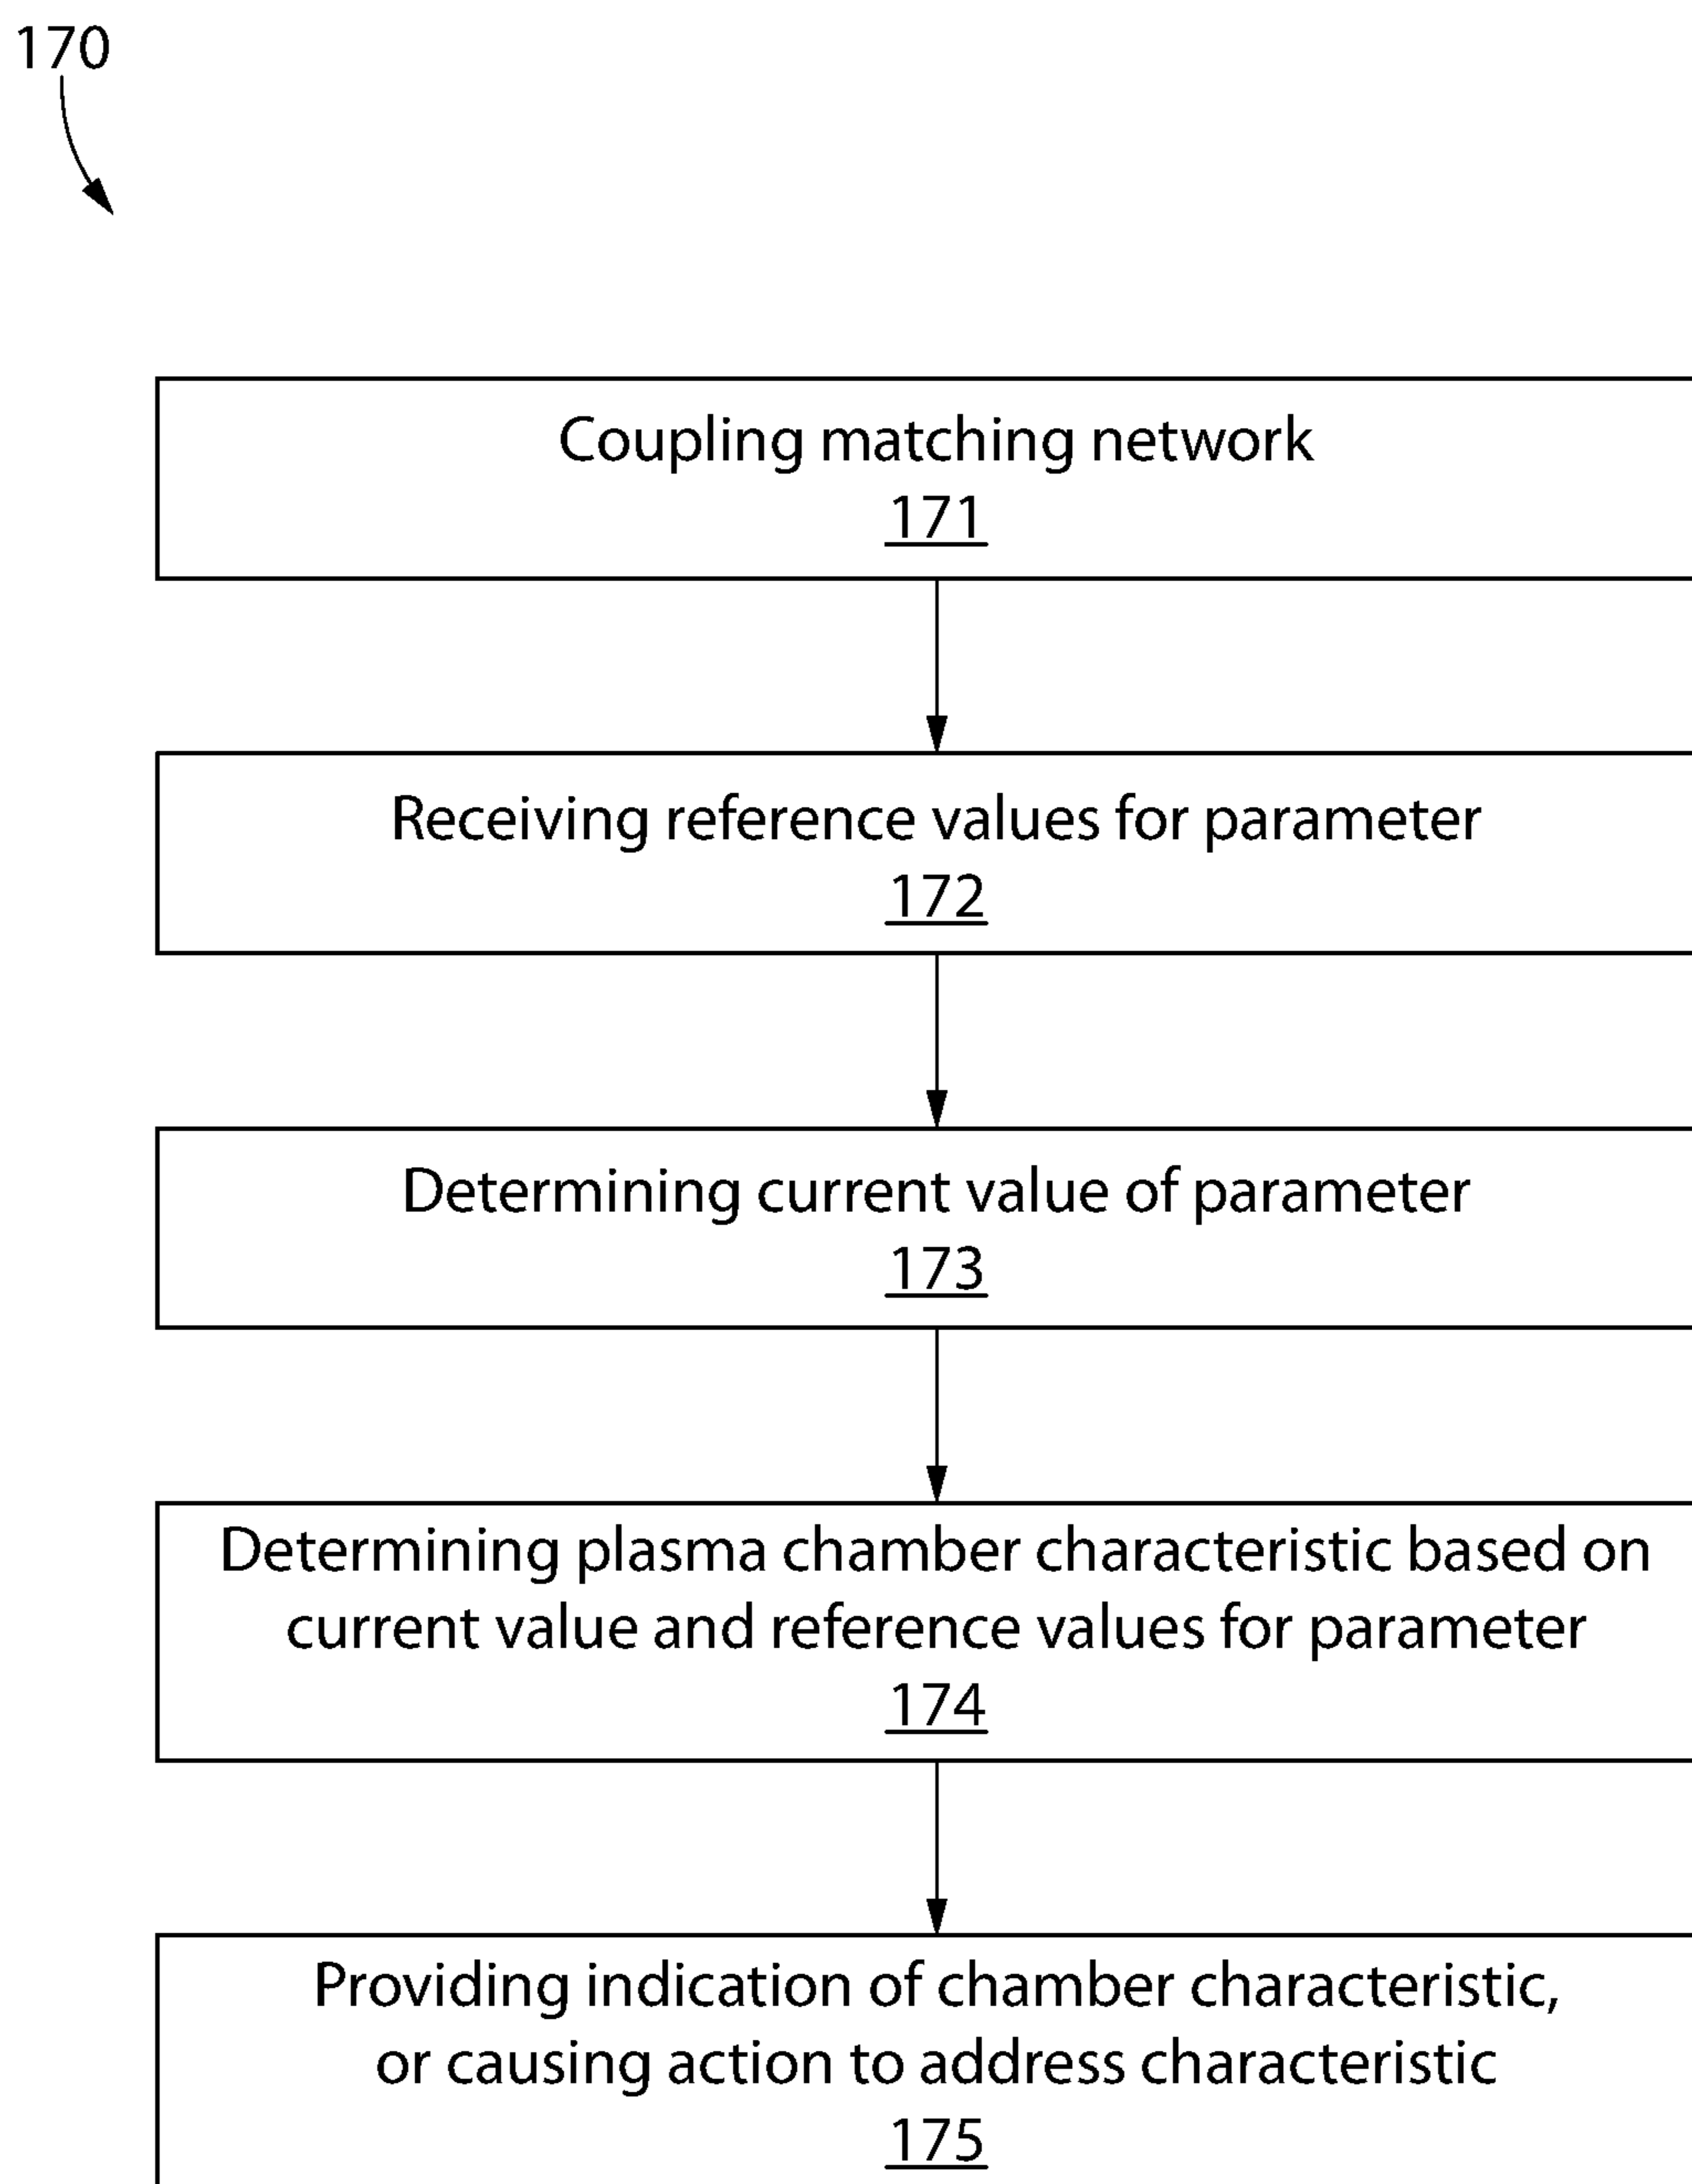 170
Coupling matching network
171
Receiving reference values for parameter
172
Determining current value of parameter
173
Determining plasma chamber characteristic based on
current value and reference values for parameter
174
Providing indication of chamber characteristic,
or causing action to address characteristic
175